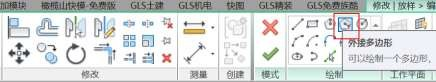 加模块 橄榄山快模-免费版 GLS土建 GLS机电 快图 GLS精装 GLS免费族酷 修改 | 放样 > 编
外接多边形
可以绘制一个多边形,
修改 测量 创建 模式 绘制 工作平面